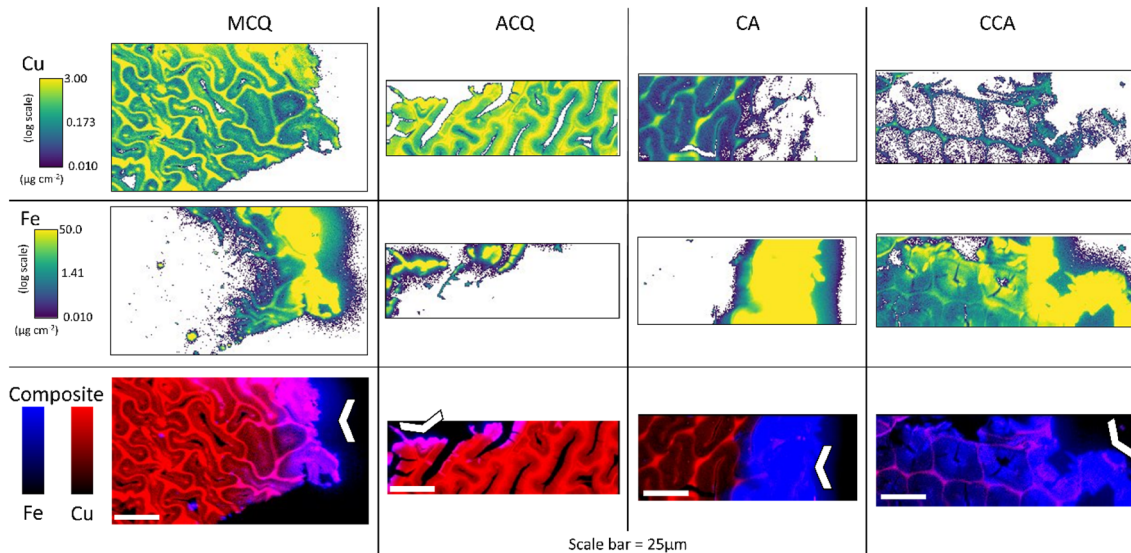 MCQ ACQ CA CCA
Cu
3.00
(log scale)
0.173
0.010
(µg cm⁻²)
Fe
50.0
(log scale)
1.41
0.010
(µg cm⁻²)
Composite
Fe Cu
Scale bar = 25µm